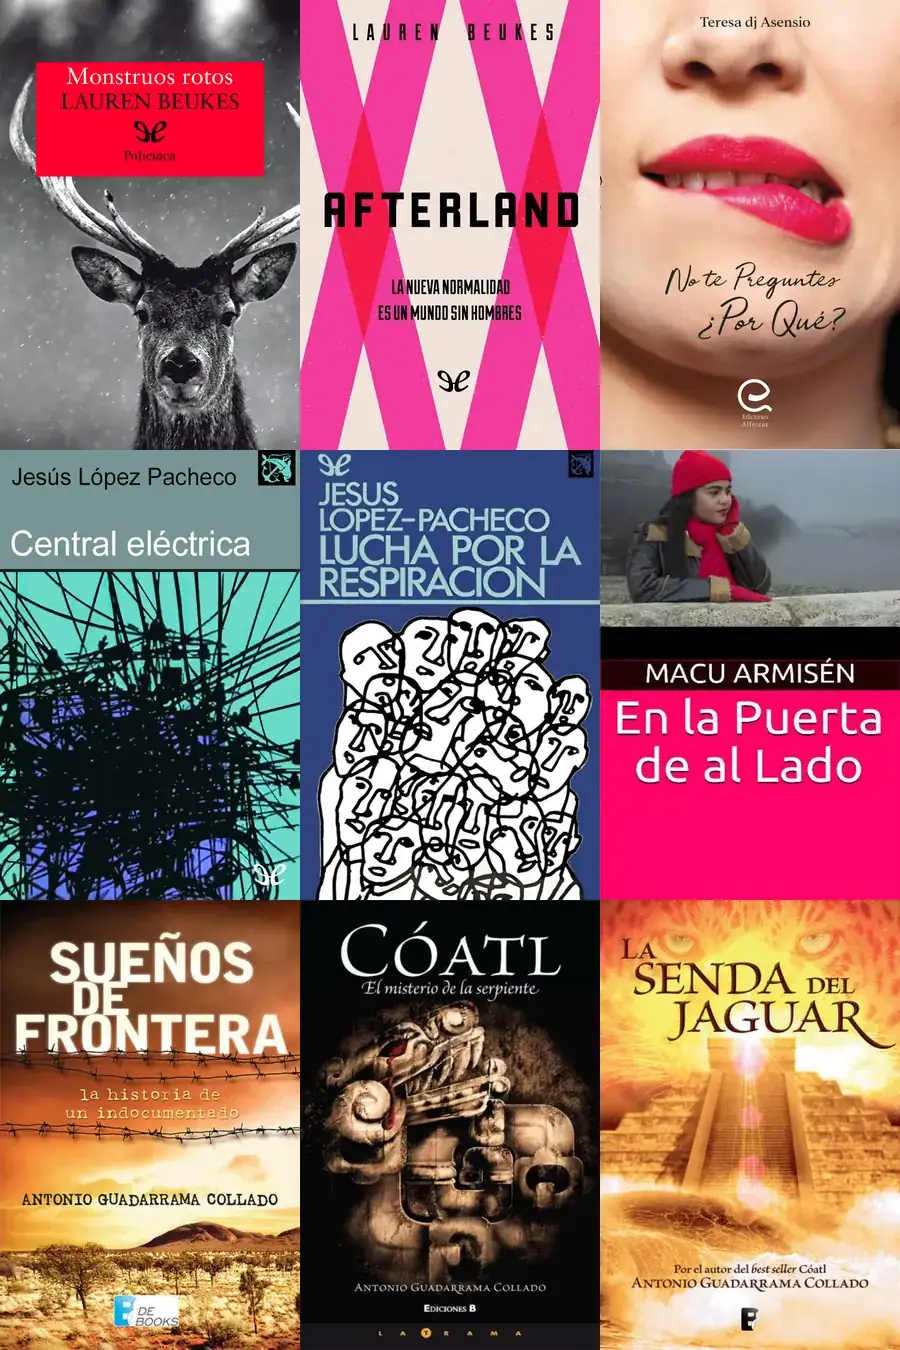 Monstruos rotos
LAUREN BEUKES
Policiaca
LAUREN BEUKES
AFTERLAND
LA NUEVA NORMALIDAD
ES UN MUNDO SIN HOMBRES
Teresa dj Asensio
No te Preguntes
¿Por Qué?
Ediciones
Alféizar
Jesús López Pacheco
Central eléctrica
JESUS
LOPEZ-PACHECO
LUCHA POR LA
RESPIRACION
MACU ARMISÉN
En la Puerta
de al Lado
SUEÑOS
DE
FRONTERA
la historia de
un indocumentado
ANTONIO GUADARRAMA COLLADO
B DE
BOOKS
CÓATL
El misterio de la serpiente
ANTONIO GUADARRAMA COLLADO
EDICIONES B
LA TRAMA
LA
SENDA DEL
JAGUAR
Por el autor del best seller Cóatl
ANTONIO GUADARRAMA COLLADO
B